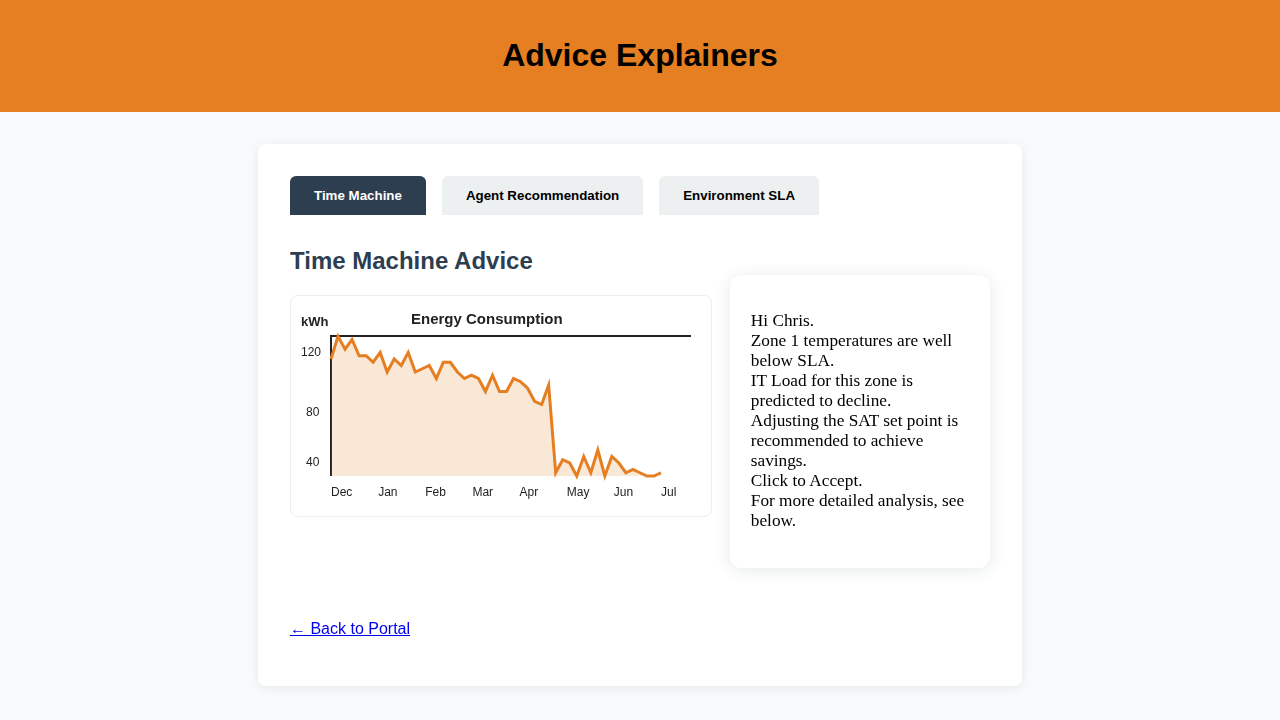 Advice Explainers
Time Machine
Agent Recommendation
Environment SLA
Time Machine Advice
kWh
Energy Consumption
120
80
40
Dec Jan Feb Mar Apr May Jun Jul
Hi Chris.
Zone 1 temperatures are well
below SLA.
IT Load for this zone is
predicted to decline.
Adjusting the SAT set point is
recommended to achieve
savings.
Click to Accept.
For more detailed analysis, see
below.
← Back to Portal